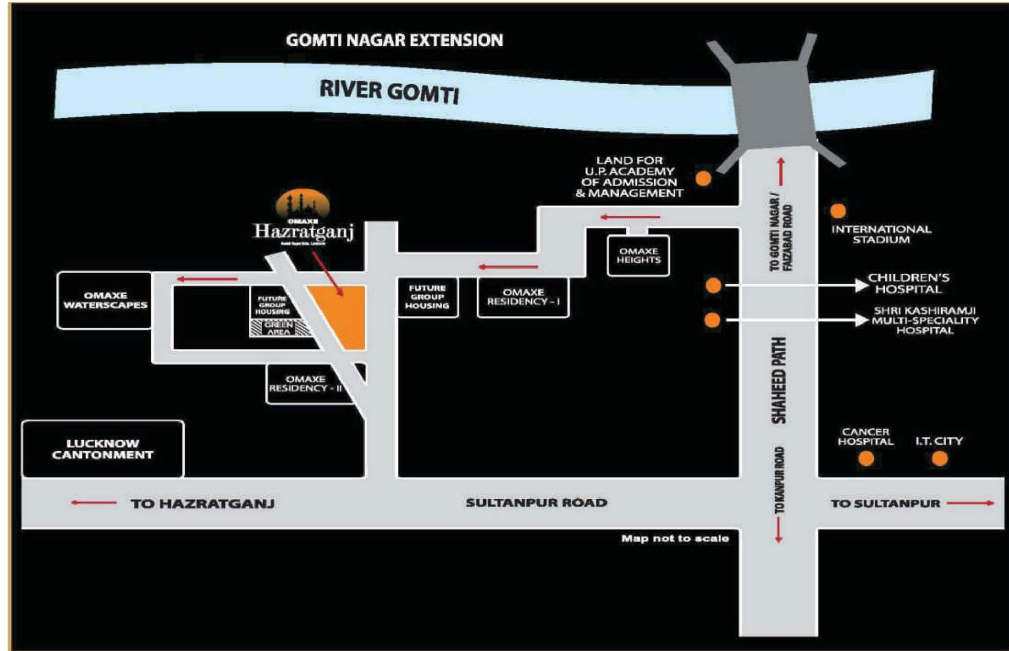 GOMTI NAGAR EXTENSION
RIVER GOMTI
LAND FOR
U.P. ACADEMY
OF ADMISSION
& MANAGEMENT
OMAXE
Hazratganj
TO GOMTI NAGAR /
FAIZABAD ROAD
INTERNATIONAL
STADIUM
OMAXE
HEIGHTS
OMAXE
WATERSCAPES
FUTURE
GROUP HOUSING
GREEN
AREA
FUTURE
GROUP
HOUSING
OMAXE
RESIDENCY - I
CHILDREN'S
HOSPITAL
SHRI KASHIRAMJI
MULTI-SPECIALITY
HOSPITAL
OMAXE
RESIDENCY - II
SHAHEED PATH
LUCKNOW
CANTONMENT
CANCER
HOSPITAL
I.T. CITY
TO KANPUR ROAD
TO HAZRATGANJ
SULTANPUR ROAD
TO SULTANPUR
Map not to scale